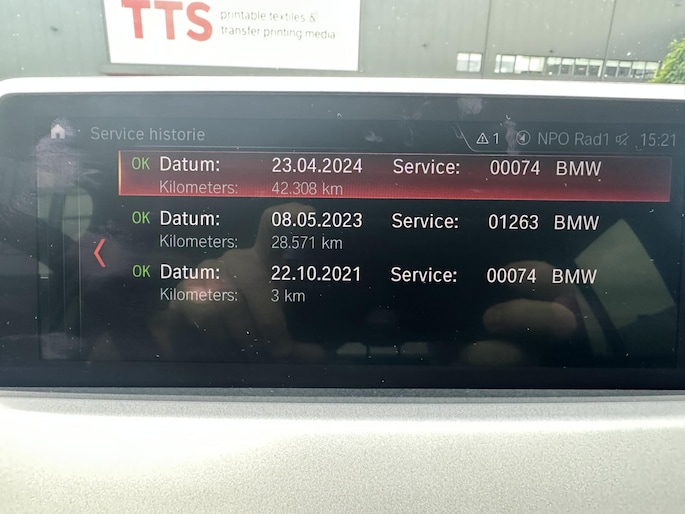 TTS
printable textiles &
transfer printing media
Service historie
1 NPO Rad1 15:21
OK Datum: 23.04.2024 Service: 00074 BMW
Kilometers: 42.308 km
OK Datum: 08.05.2023 Service: 01263 BMW
Kilometers: 28.571 km
OK Datum: 22.10.2021 Service: 00074 BMW
Kilometers: 3 km